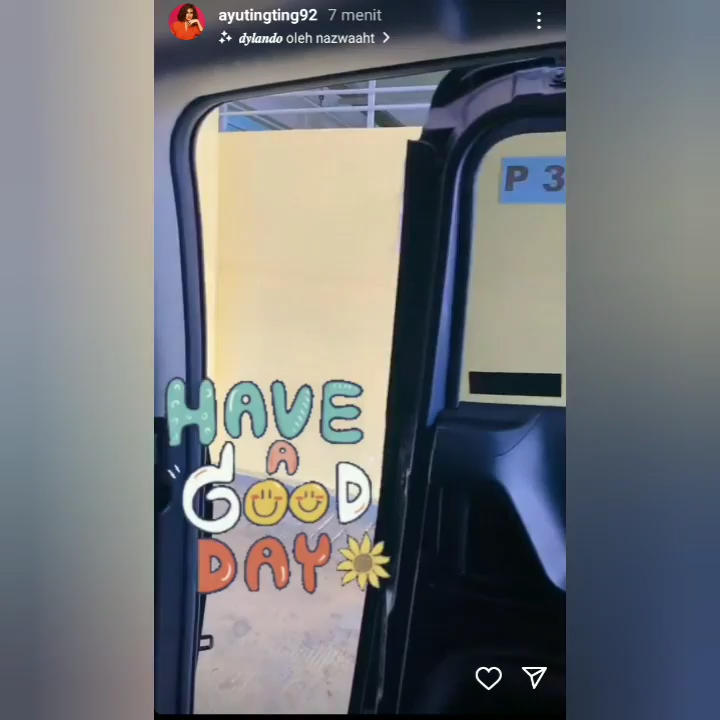 ayutingting92 7 menit
dylando oleh nazwaaht
P 3
HAVE
A
GOOD
DAY